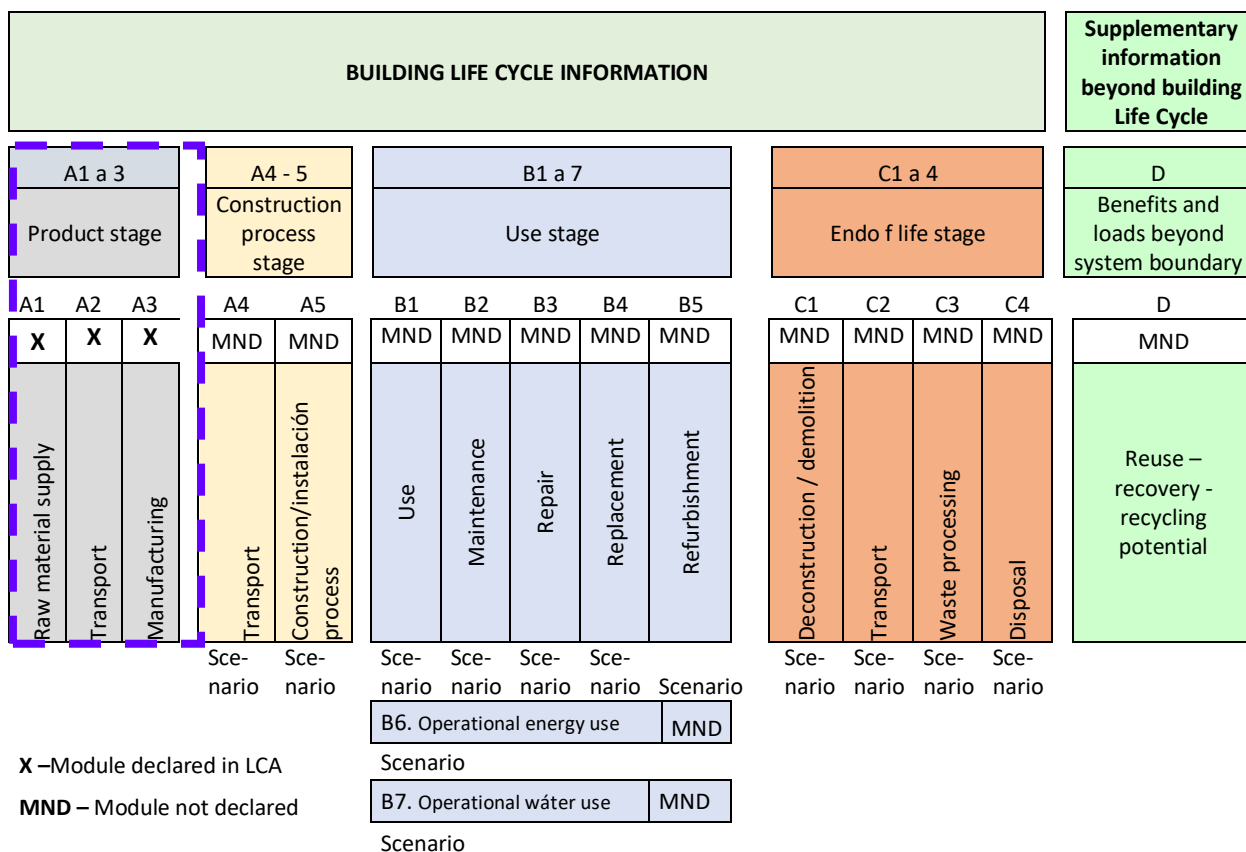 BUILDING LIFE CYCLE INFORMATION
Supplementary
information
beyond building
Life Cycle
A1 a 3
Product stage
A4 - 5
Construction
process
stage
B1 a 7
Use stage
C1 a 4
Endo f life stage
D
Benefits and
loads beyond
system boundary
A1 A2 A3 A4 A5 B1 B2 B3 B4 B5 C1 C2 C3 C4 D
X X X MND MND MND MND MND MND MND MND MND MND MND MND
Raw material supply
Transport
Manufacturing
Transport
Construction/instalación
process
Use
Maintenance
Repair
Replacement
Refurbishment
Deconstruction / demolition
Transport
Waste processing
Disposal
Reuse –
recovery -
recycling
potential
Sce-
nario
Sce-
nario
Sce-
nario
Sce-
nario
Sce-
nario
Sce-
nario
Scenario
Sce-
nario
Sce-
nario
Sce-
nario
Sce-
nario
B6. Operational energy use MND
Scenario
B7. Operational wáter use MND
Scenario
X –Module declared in LCA
MND – Module not declared